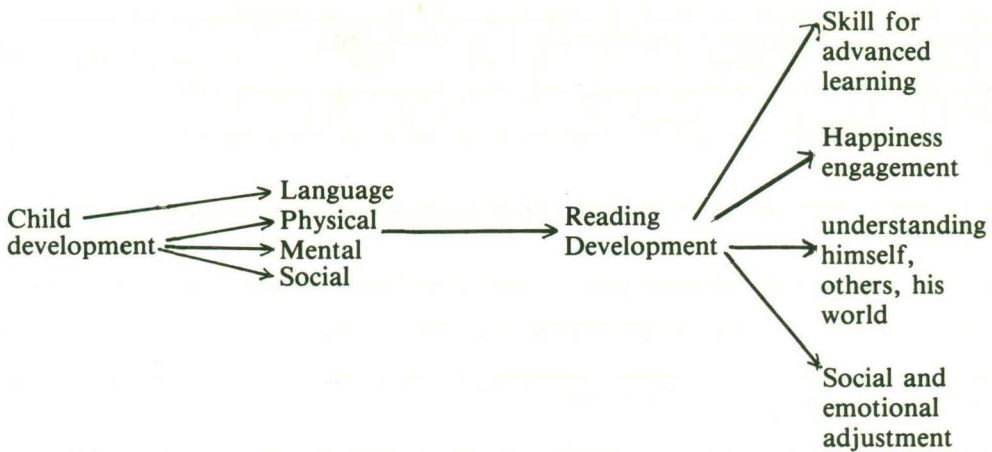 Child
development
Language
Physical
Mental
Social
Reading
Development
Skill for
advanced
learning
Happiness
engagement
understanding
himself,
others, his
world
Social and
emotional
adjustment